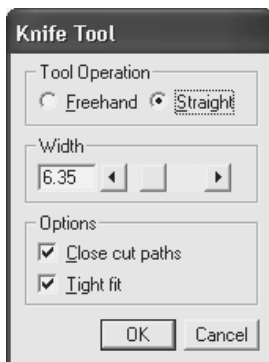 Knife Tool
Tool Operation
Freehand Straight
Width
6.35
Options
Close cut paths
Tight fit
OK Cancel